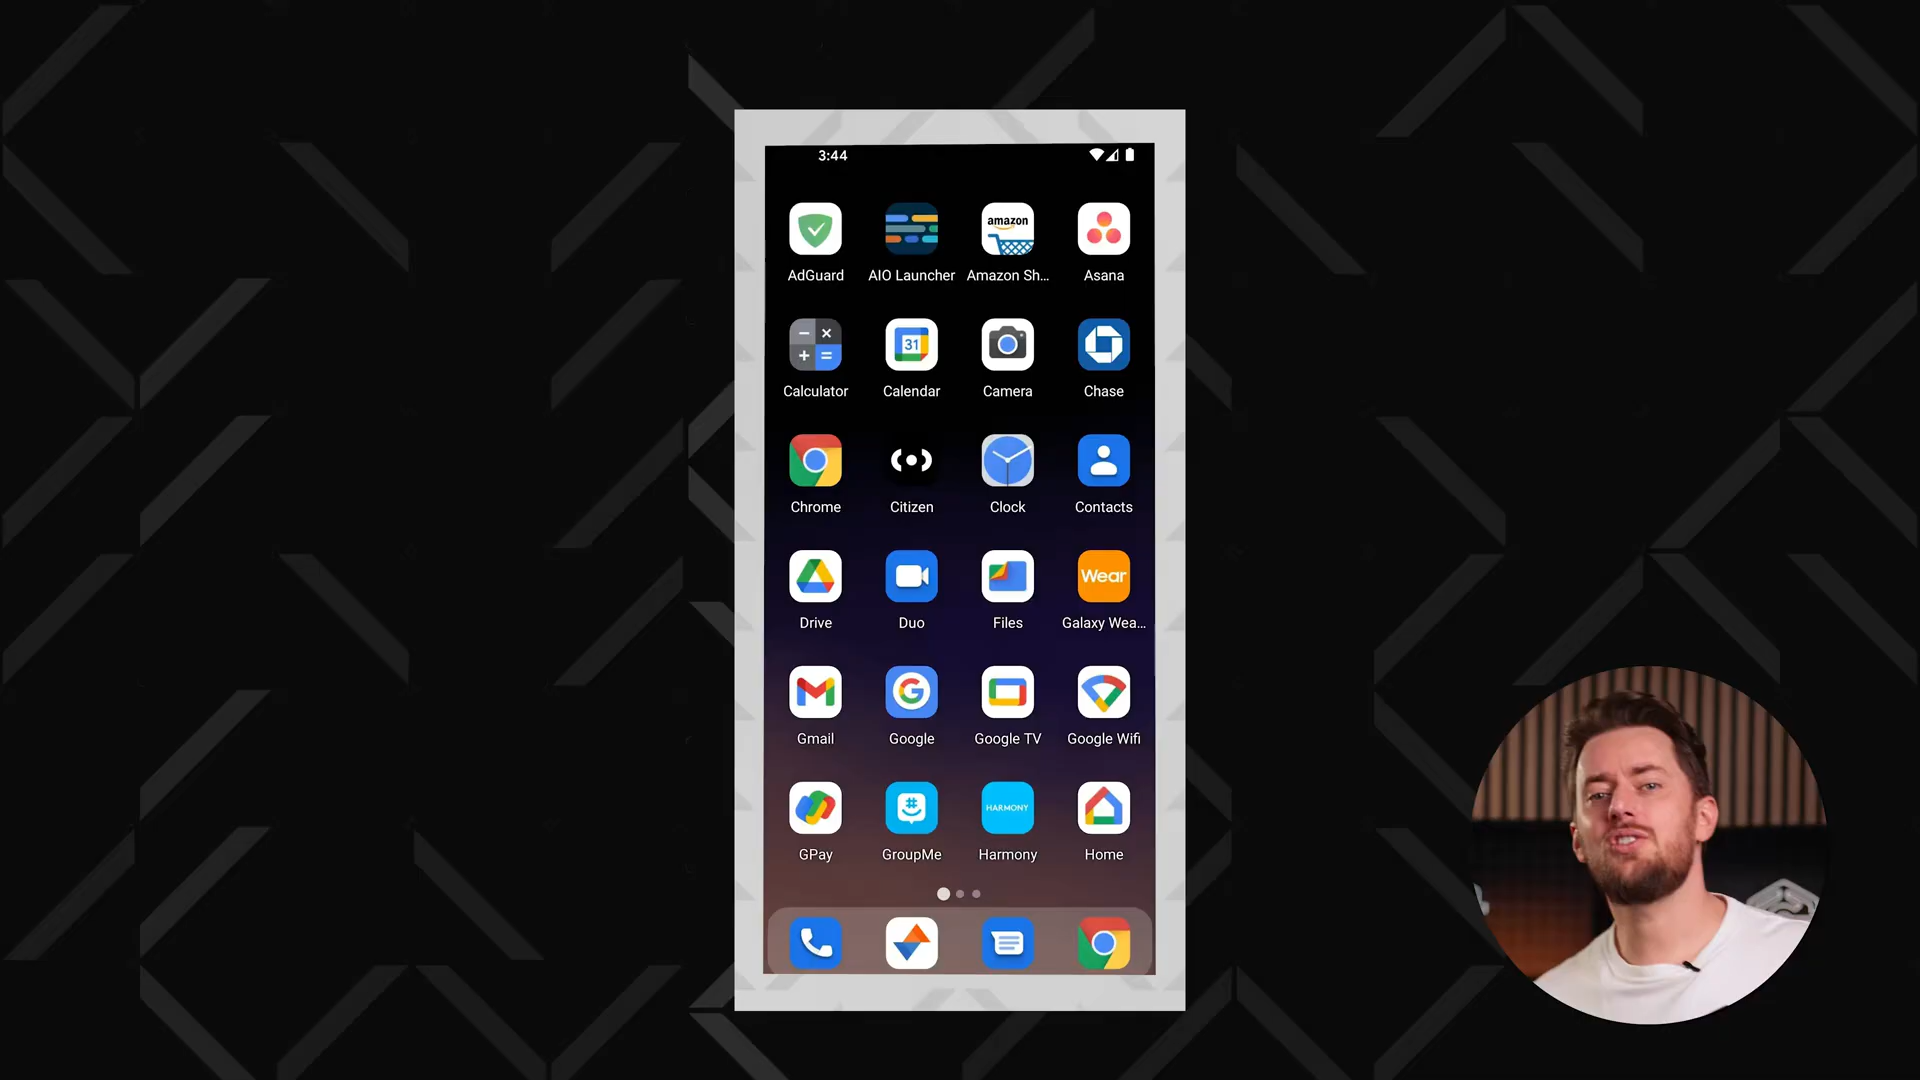 3:44
amazon
AdGuard AIO Launcher Amazon Sh... Asana
31
Calculator Calendar Camera Chase
Chrome Citizen Clock Contacts
Wear
Drive Duo Files Galaxy Wea...
Gmail Google Google TV Google Wifi
HARMONY
GPay GroupMe Harmony Home